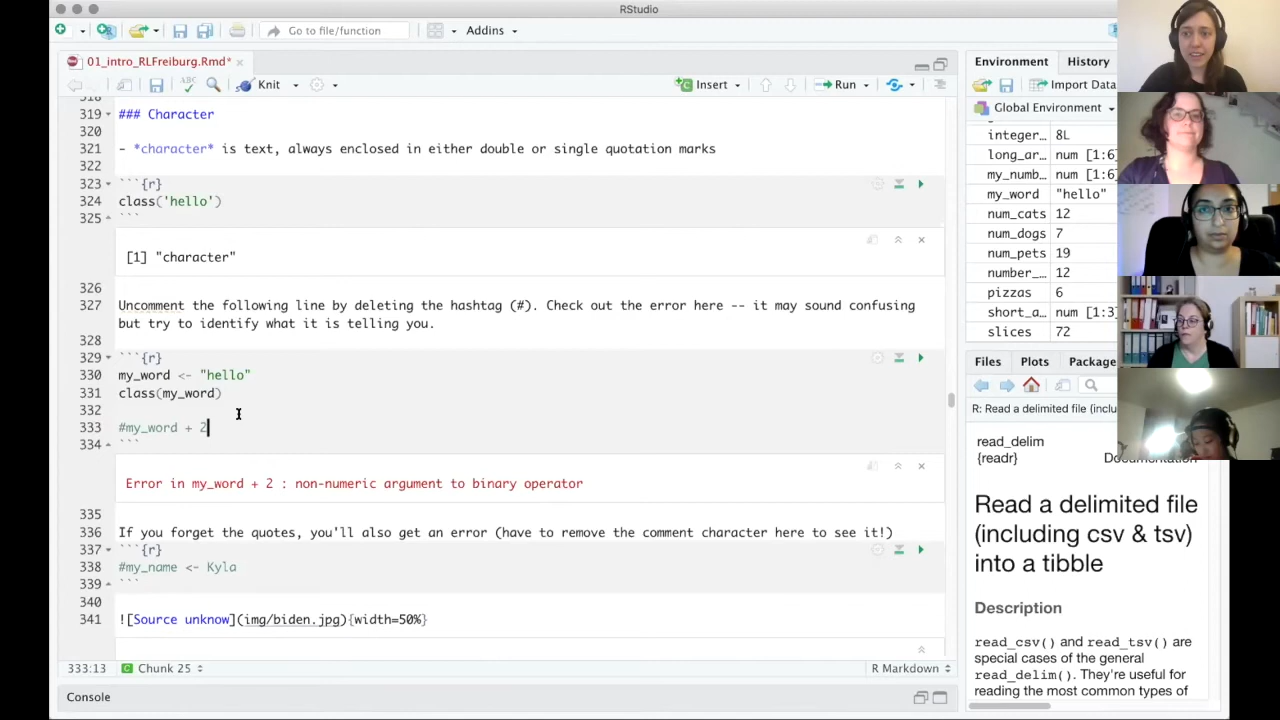 RStudio
Go to file/function
Addins
01_intro_RLFreiburg.Rmd*
Knit
Insert
Run
318
319 ### Character
320
321 - *character* is text, always enclosed in either double or single quotation marks
322
323 ```{r}
324 class('hello')
325 ```
[1] "character"
326
327 Uncomment the following line by deleting the hashtag (#). Check out the error here -- it may sound confusing
but try to identify what it is telling you.
328
329 ```{r}
330 my_word <- "hello"
331 class(my_word)
332
333 #my_word + 2
334 ```
Error in my_word + 2 : non-numeric argument to binary operator
335
336 If you forget the quotes, you'll also get an error (have to remove the comment character here to see it!)
337 ```{r}
338 #my_name <- Kyla
339 ```
340
341 ![Source unknow](img/biden.jpg){width=50%}
333:13 Chunk 25 R Markdown
Console
Environment History
Import Data
Global Environment
integer… 8L
long_ar… num [1:6]
my_numb… num [1:6]
my_word "hello"
num_cats 12
num_dogs 7
num_pets 19
number_… 12
pizzas 6
short_a… num [1:3]
slices 72
Files Plots Package
R: Read a delimited file (inclu
read_delim
{readr} Documentation
Read a delimited file
(including csv & tsv)
into a tibble
Description
read_csv() and read_tsv() are
special cases of the general
read_delim(). They're useful for
reading the most common types of